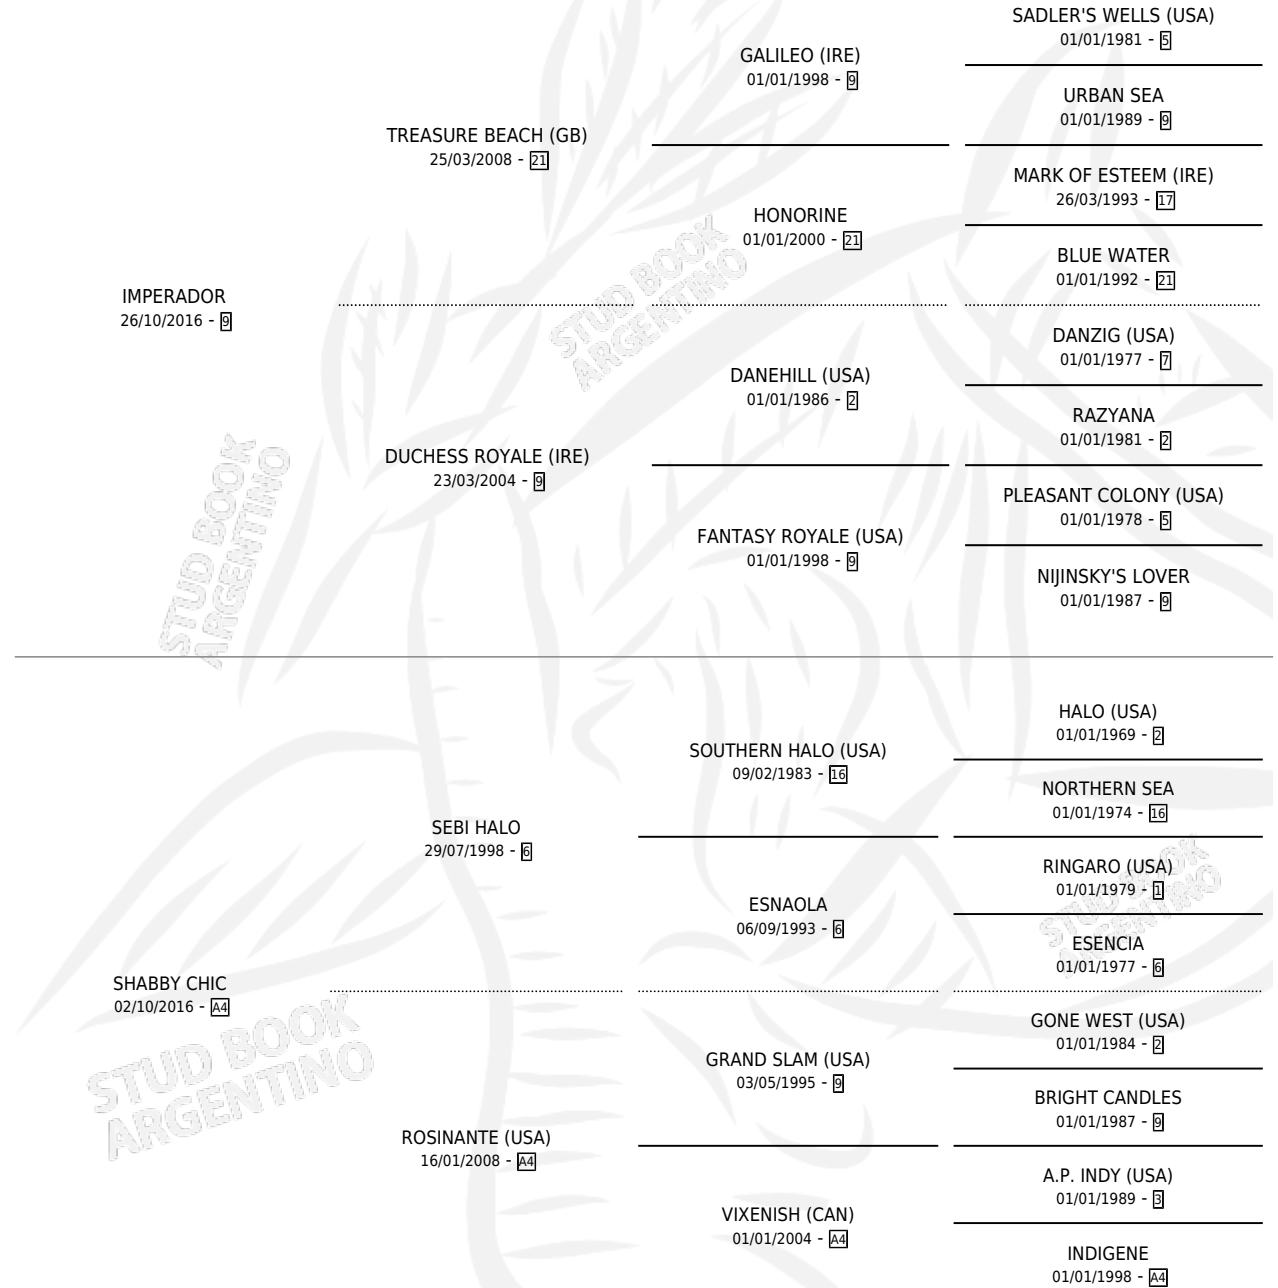 SADLER'S WELLS (USA)
01/01/1981 - 5
GALILEO (IRE)
01/01/1998 - 9
URBAN SEA
01/01/1989 - 9
TREASURE BEACH (GB)
25/03/2008 - 21
MARK OF ESTEEM (IRE)
26/03/1993 - 17
HONORINE
01/01/2000 - 21
BLUE WATER
01/01/1992 - 21
IMPERADOR
26/10/2016 - 9
STUD BOOK
ARGENTINO
DANZIG (USA)
01/01/1977 - 7
DANEHILL (USA)
01/01/1986 - 2
RAZYANA
01/01/1981 - 2
DUCHESS ROYALE (IRE)
23/03/2004 - 9
PLEASANT COLONY (USA)
01/01/1978 - 5
FANTASY ROYALE (USA)
01/01/1998 - 9
NIJINSKY'S LOVER
01/01/1987 - 9
STUD BOOK
ARGENTINO
HALO (USA)
01/01/1969 - 2
SOUTHERN HALO (USA)
09/02/1983 - 16
NORTHERN SEA
01/01/1974 - 16
SEBI HALO
29/07/1998 - 6
RINGARO (USA)
01/01/1979 - 1
ESNAOLA
06/09/1993 - 6
STUD BOOK
ARGENTINO
ESENCIA
01/01/1977 - 6
SHABBY CHIC
02/10/2016 - A4
STUD BOOK
ARGENTINO
GONE WEST (USA)
01/01/1984 - 2
GRAND SLAM (USA)
03/05/1995 - 9
BRIGHT CANDLES
01/01/1987 - 9
ROSINANTE (USA)
16/01/2008 - A4
A.P. INDY (USA)
01/01/1989 - 3
VIXENISH (CAN)
01/01/2004 - A4
INDIGENE
01/01/1998 - A4